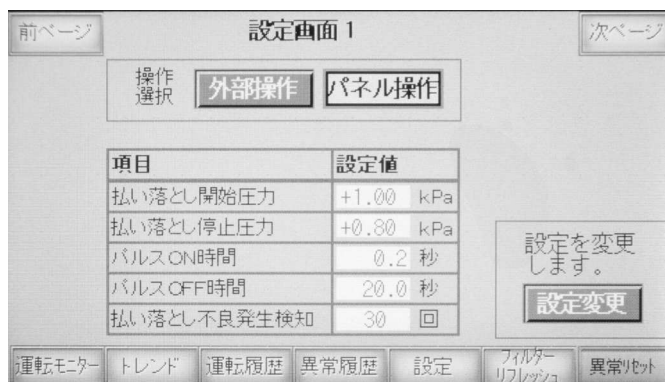 前ページ
設定画面1
次ページ
操作
選択
外部操作
パネル操作
項目 設定値
払い落とし開始圧力 +1.00 kPa
払い落とし停止圧力 +0.80 kPa
パルスON時間 0.2 秒
パルスOFF時間 20.0 秒
払い落とし不良発生検知 30 回
設定を変更
します。
設定変更
運転モニター
トレンド
運転履歴
異常履歴
設定
フィルター
リフレッシュ
異常リセット